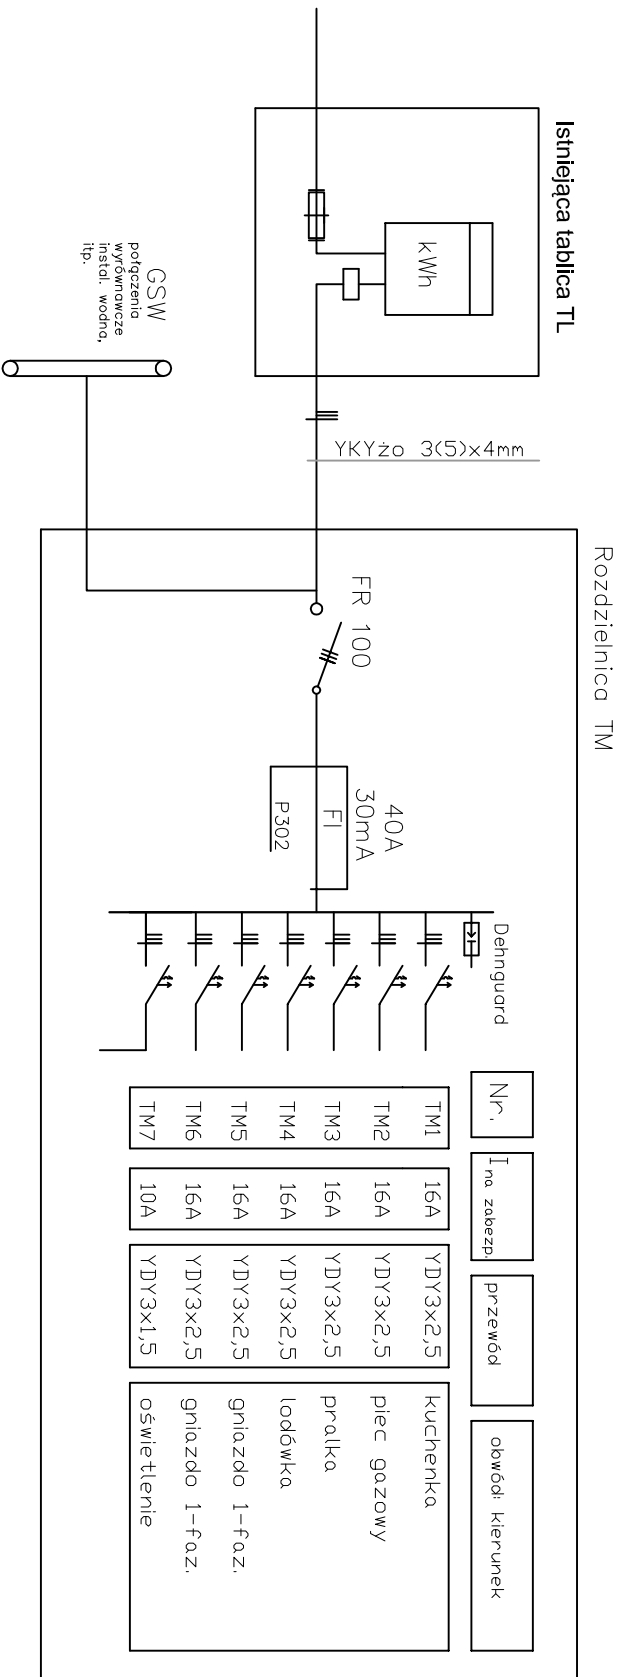 Istniejąca tablica TL
kWh
GSW
połączenia
wyrównawcze
instal. wodna,
itp.
YKYżo 3(5)x4mm
Rozdzielnica TM
FR 100
40A
30mA
FI
P302
Dehnguard
Nr. I na zabezp. przewód obwód: kierunek
TM1 16A YDY3x2,5 kuchenka
TM2 16A YDY3x2,5 piec gazowy
TM3 16A YDY3x2,5 pralka
TM4 16A YDY3x2,5 lodówka
TM5 16A YDY3x2,5 gniazdo 1-faz.
TM6 16A YDY3x2,5 gniazdo 1-faz.
TM7 10A YDY3x1,5 oświetlenie